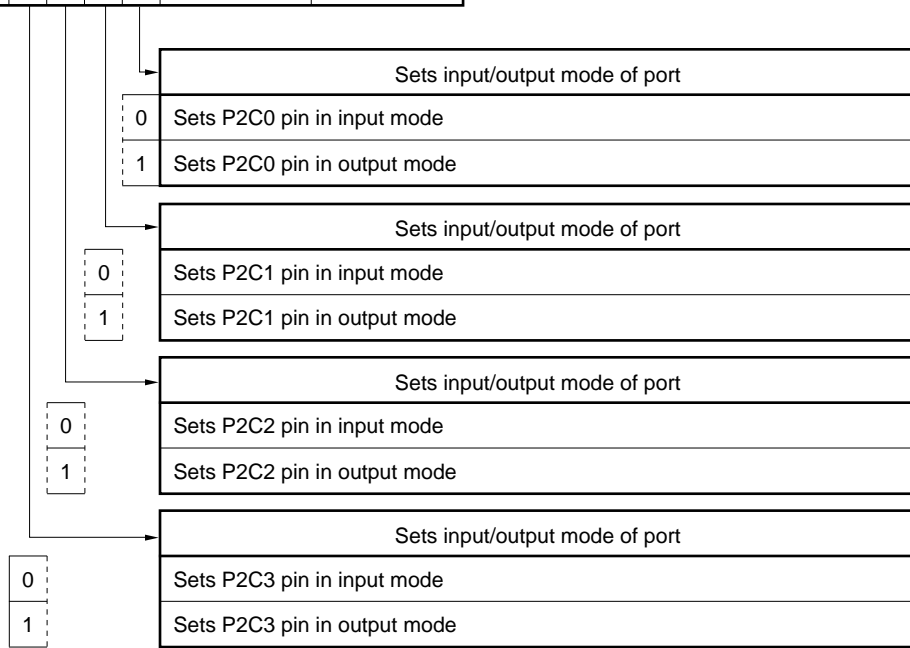 Sets input/output mode of port
0 Sets P2C0 pin in input mode
1 Sets P2C0 pin in output mode
Sets input/output mode of port
0 Sets P2C1 pin in input mode
1 Sets P2C1 pin in output mode
Sets input/output mode of port
0 Sets P2C2 pin in input mode
1 Sets P2C2 pin in output mode
Sets input/output mode of port
0 Sets P2C3 pin in input mode
1 Sets P2C3 pin in output mode